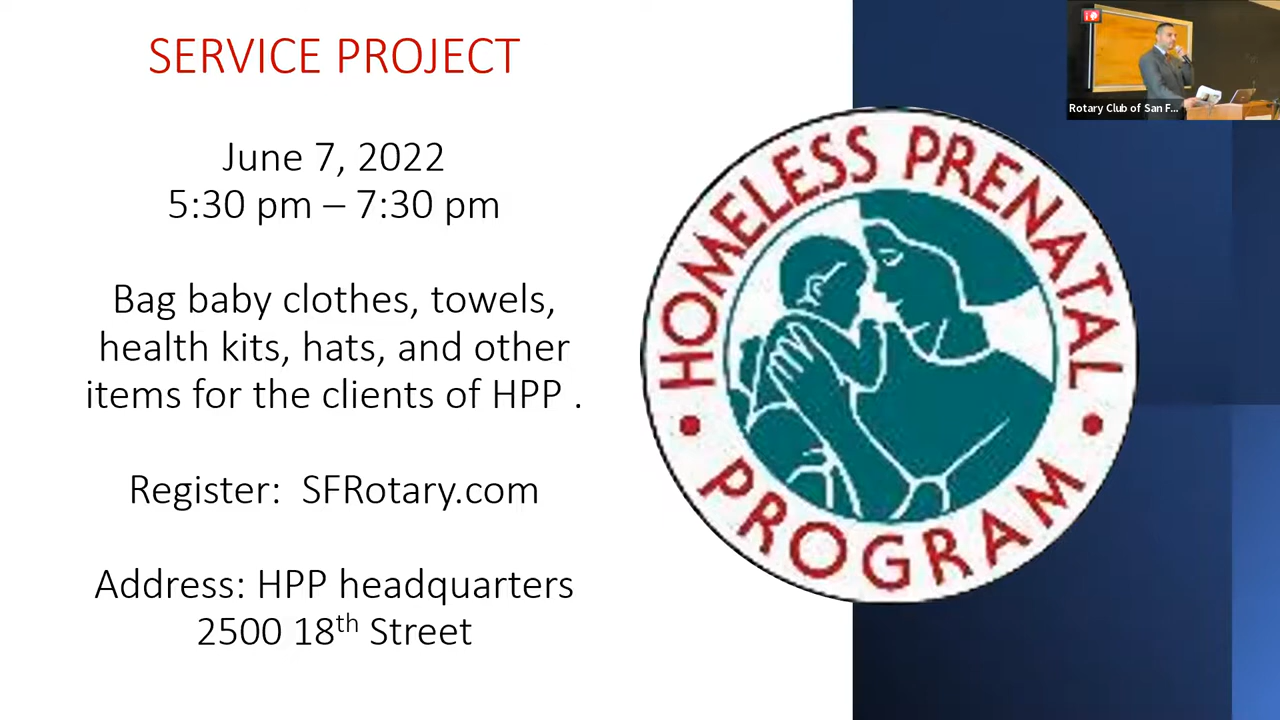 SERVICE PROJECT
June 7, 2022
5:30 pm – 7:30 pm
Bag baby clothes, towels,
health kits, hats, and other
items for the clients of HPP .
Register: SFRotary.com
Address: HPP headquarters
2500 18th Street
HOMELESS PRENATAL
• PROGRAM •
Rotary Club of San F...